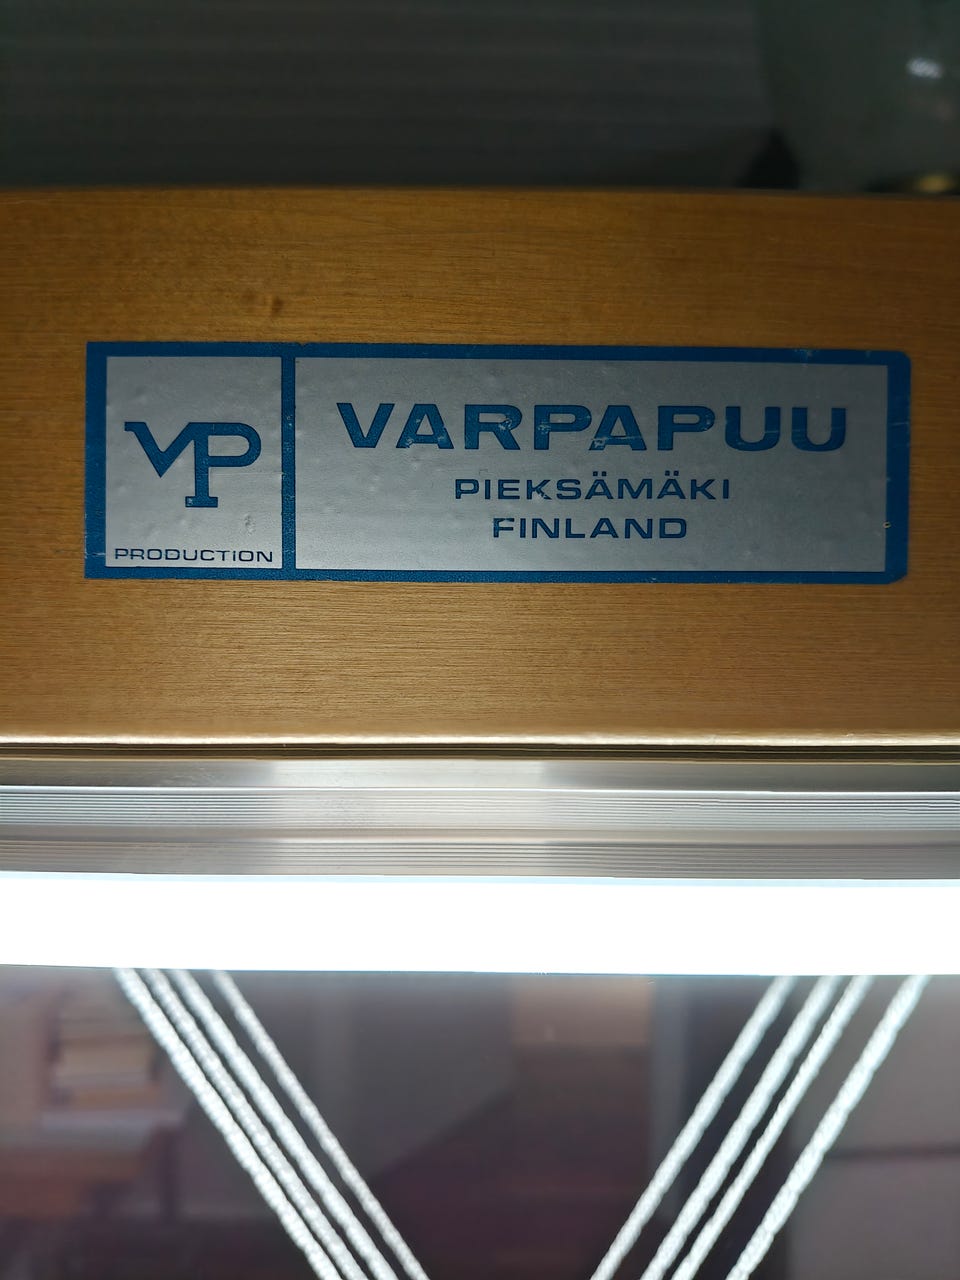 VP
PRODUCTION
VARPAPUU
PIEKSÄMÄKI
FINLAND